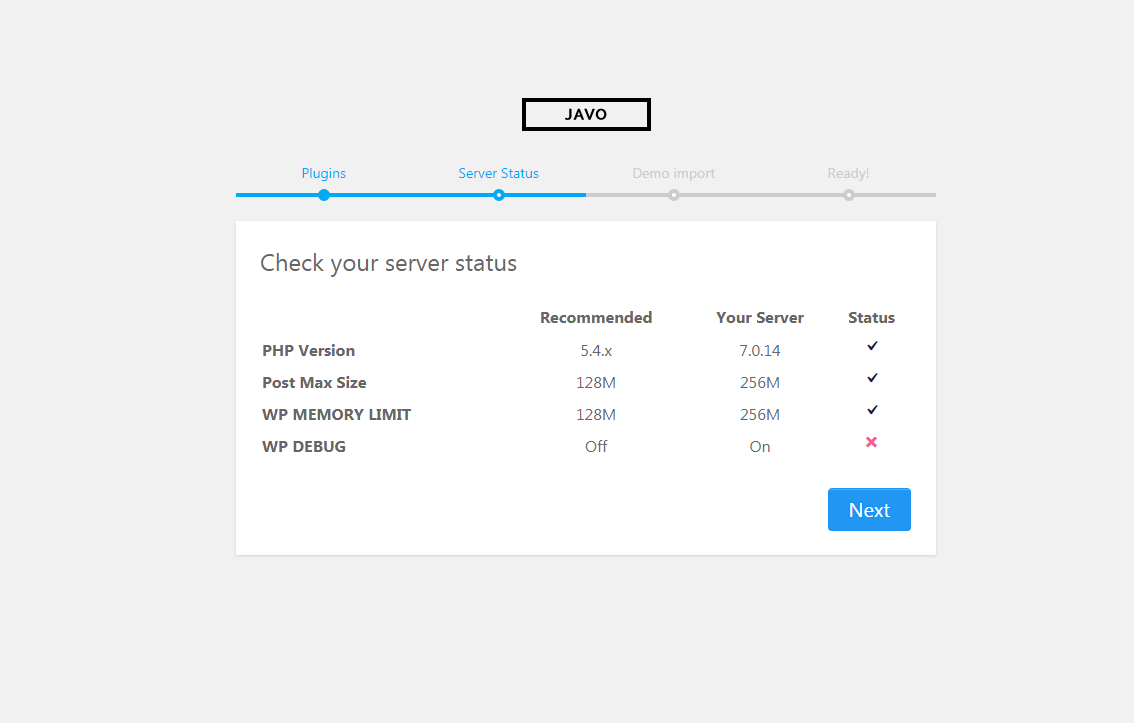 JAVO
Plugins Server Status Demo import Ready!
Check your server status
Recommended Your Server Status
PHP Version 5.4.x 7.0.14
Post Max Size 128M 256M
WP MEMORY LIMIT 128M 256M
WP DEBUG Off On
Next